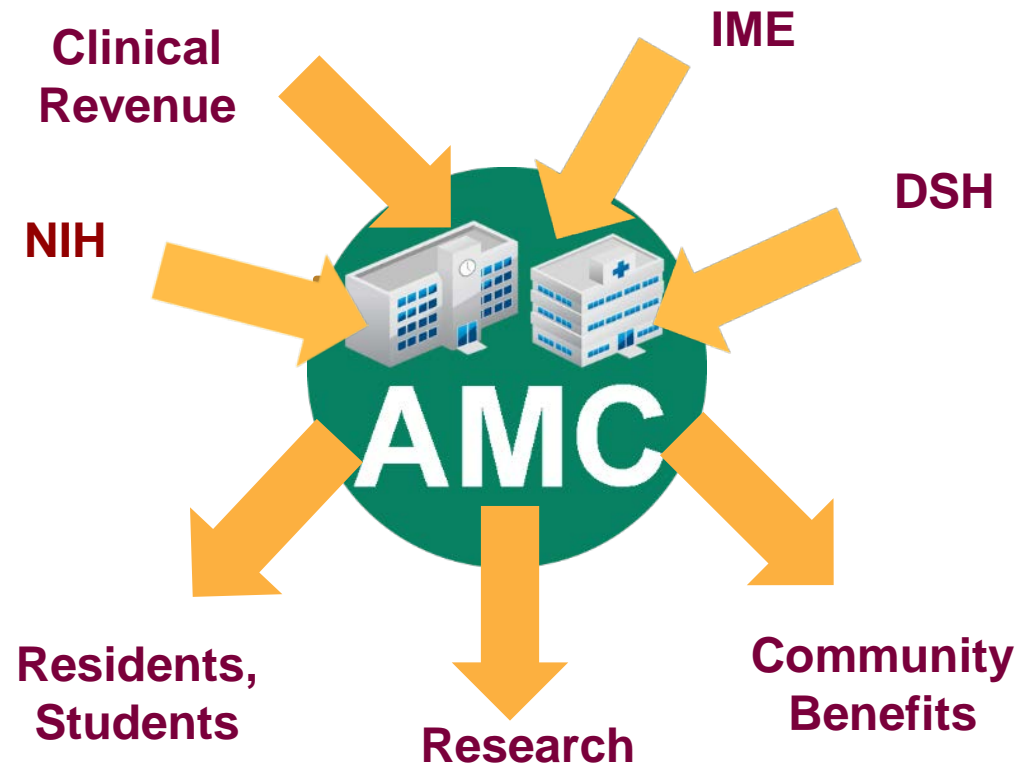 Clinical
Revenue
IME
DSH
NIH
AMC
Residents,
Students
Research
Community
Benefits